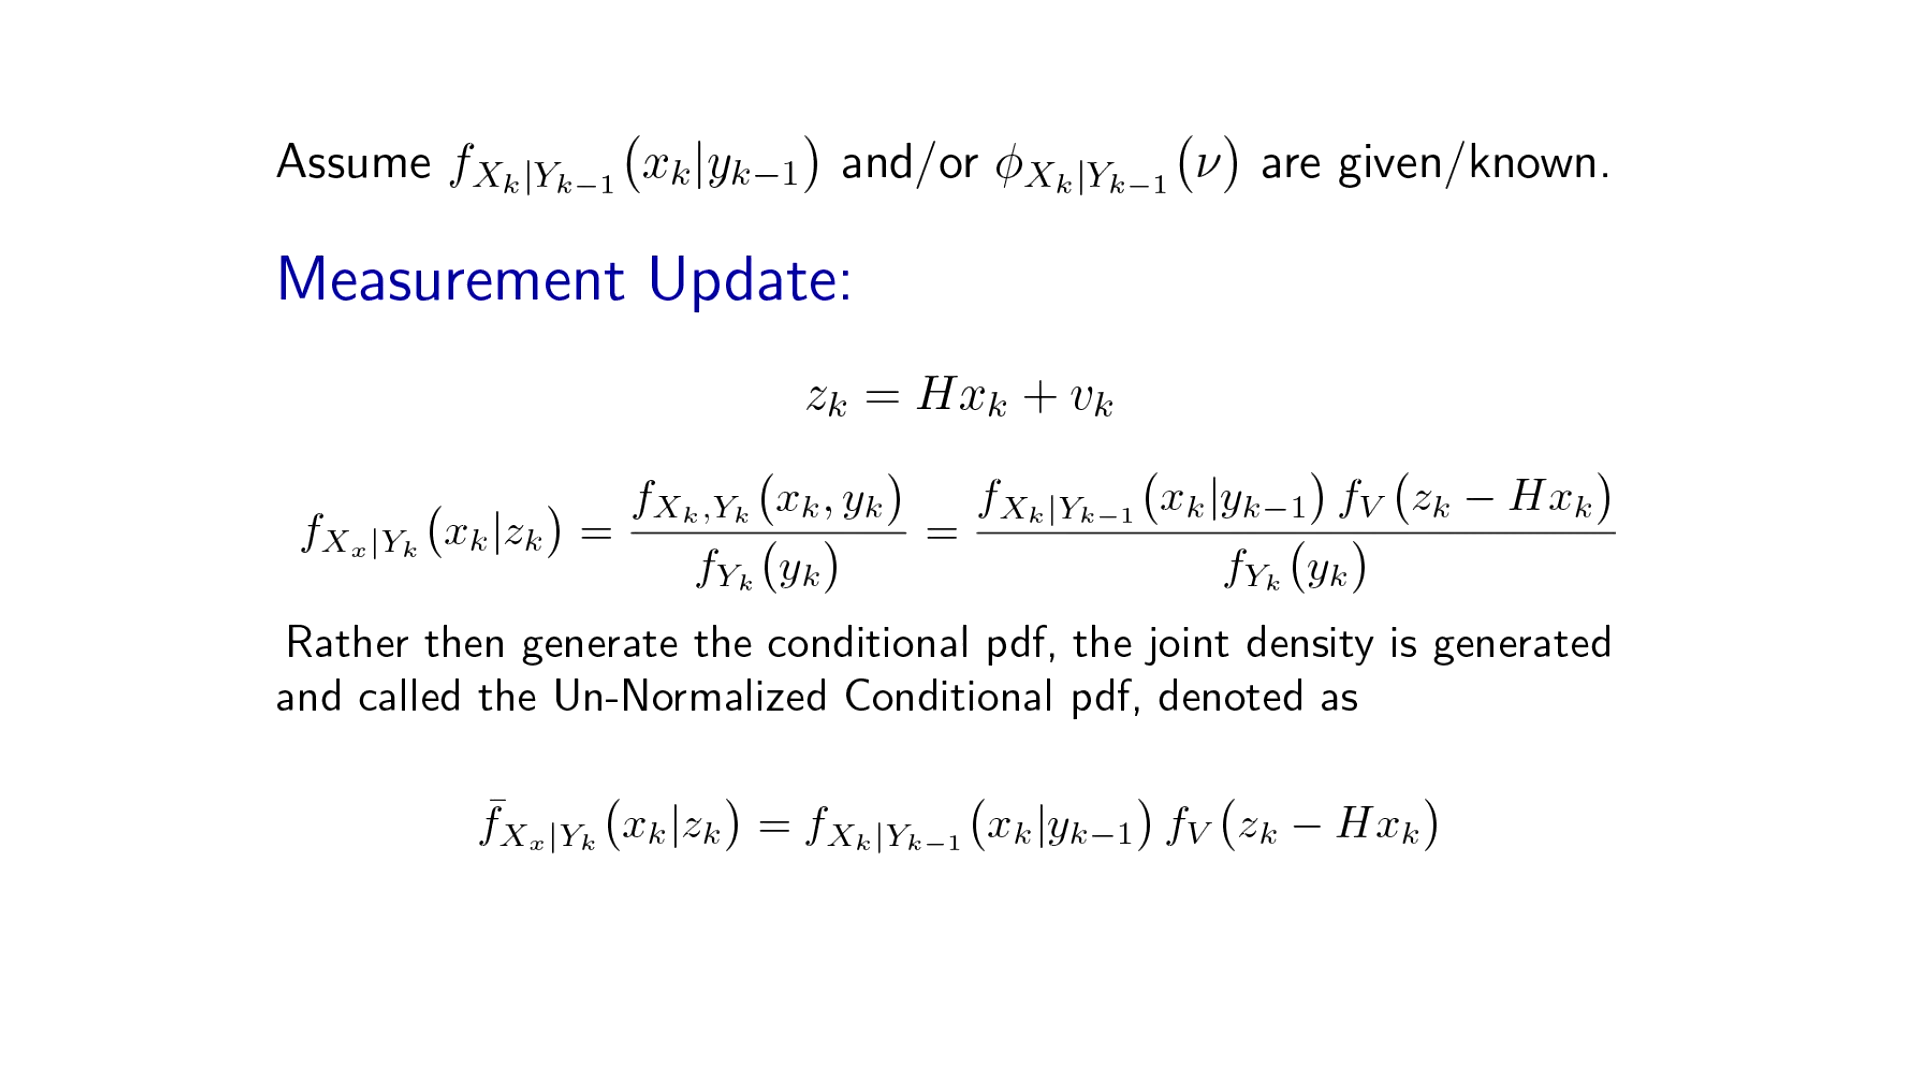 Assume $f_{X_k|Y_{k-1}}(x_k|y_{k-1})$ and/or $\phi_{X_k|Y_{k-1}}(\nu)$ are given/known.
Measurement Update:
$z_k = Hx_k + v_k$
$f_{X_x|Y_k}(x_k|z_k) = \frac{f_{X_k,Y_k}(x_k, y_k)}{f_{Y_k}(y_k)} = \frac{f_{X_k|Y_{k-1}}(x_k|y_{k-1}) f_V(z_k - Hx_k)}{f_{Y_k}(y_k)}$
Rather then generate the conditional pdf, the joint density is generated
and called the Un-Normalized Conditional pdf, denoted as
$\bar{f}_{X_x|Y_k}(x_k|z_k) = f_{X_k|Y_{k-1}}(x_k|y_{k-1}) f_V(z_k - Hx_k)$